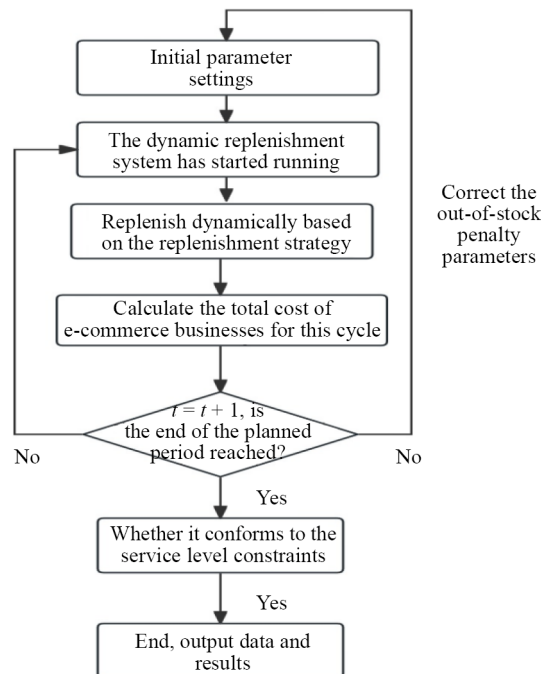 Initial parameter
settings
The dynamic replenishment
system has started running
Correct the
out-of-stock
penalty
parameters
Replenish dynamically based
on the replenishment strategy
Calculate the total cost of
e-commerce businesses for this cycle
t = t + 1, is
the end of the planned
period reached?
No
No
Yes
Whether it conforms to the
service level constraints
Yes
End, output data and
results